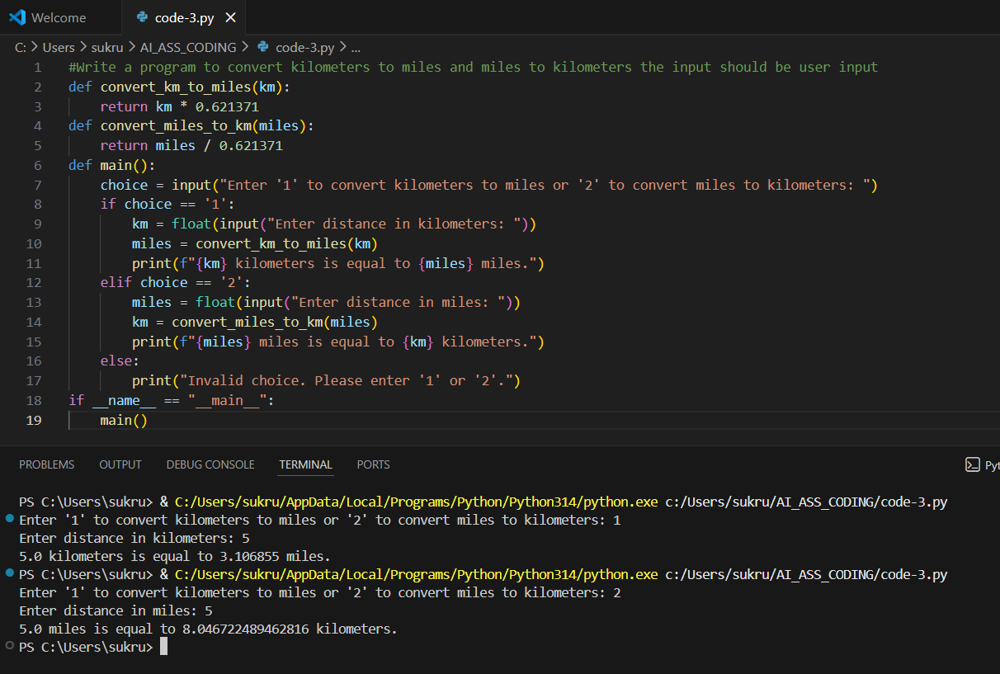 Welcome
code-3.py
C: > Users > sukru > AI_ASS_CODING > code-3.py > ...
1 #Write a program to convert kilometers to miles and miles to kilometers the input should be user input
2 def convert_km_to_miles(km):
3     return km * 0.621371
4 def convert_miles_to_km(miles):
5     return miles / 0.621371
6 def main():
7     choice = input("Enter '1' to convert kilometers to miles or '2' to convert miles to kilometers: ")
8     if choice == '1':
9         km = float(input("Enter distance in kilometers: "))
10         miles = convert_km_to_miles(km)
11         print(f"{km} kilometers is equal to {miles} miles.")
12     elif choice == '2':
13         miles = float(input("Enter distance in miles: "))
14         km = convert_miles_to_km(miles)
15         print(f"{miles} miles is equal to {km} kilometers.")
16     else:
17         print("Invalid choice. Please enter '1' or '2'.")
18 if __name__ == "__main__":
19     main()
PROBLEMS OUTPUT DEBUG CONSOLE TERMINAL PORTS Pyt
PS C:\Users\sukru> & C:/Users/sukru/AppData/Local/Programs/Python/Python314/python.exe c:/Users/sukru/AI_ASS_CODING/code-3.py
Enter '1' to convert kilometers to miles or '2' to convert miles to kilometers: 1
Enter distance in kilometers: 5
5.0 kilometers is equal to 3.106855 miles.
PS C:\Users\sukru> & C:/Users/sukru/AppData/Local/Programs/Python/Python314/python.exe c:/Users/sukru/AI_ASS_CODING/code-3.py
Enter '1' to convert kilometers to miles or '2' to convert miles to kilometers: 2
Enter distance in miles: 5
5.0 miles is equal to 8.046722489462816 kilometers.
PS C:\Users\sukru>